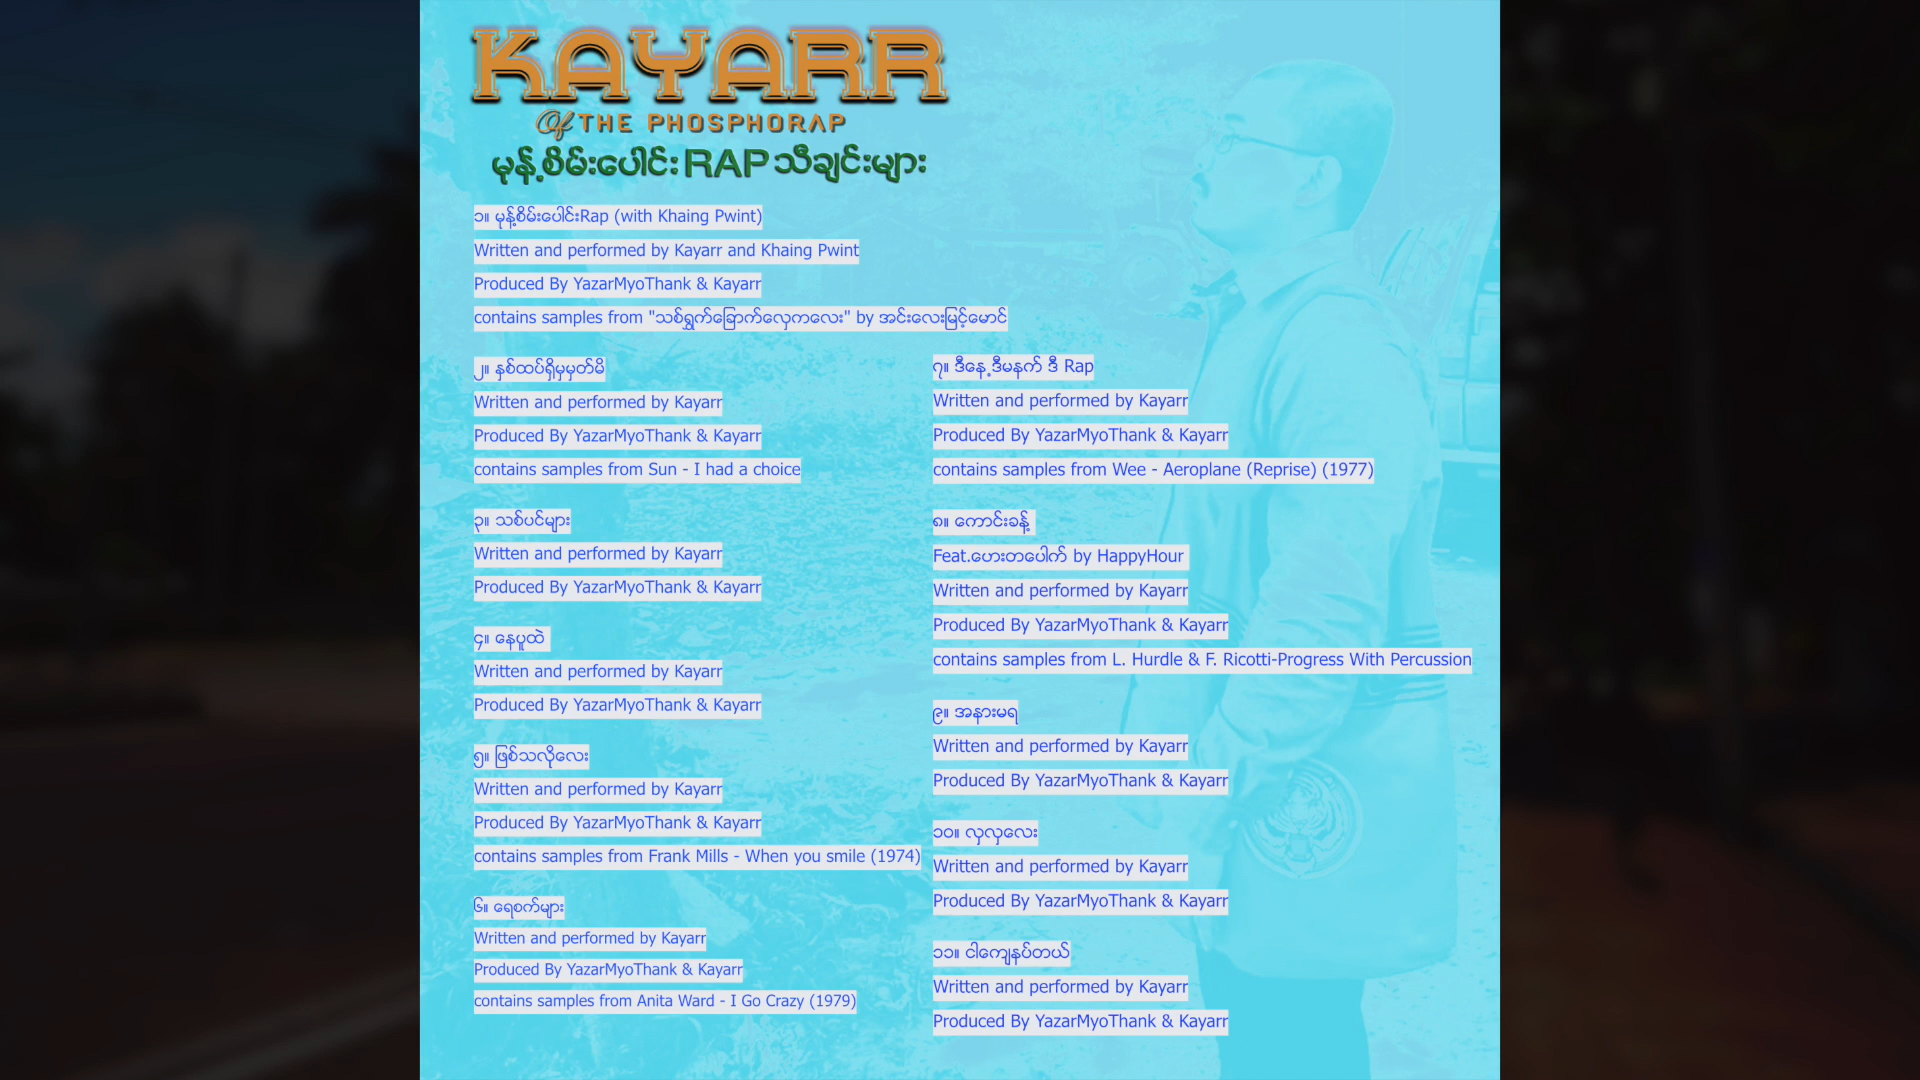 KAYARR
Of THE PHOSPHORAP
မုန့်စိမ်းပေါင်း RAP သီချင်းများ
၁။ မုန့်စိမ်းပေါင်းRap (with Khaing Pwint)
Written and performed by Kayarr and Khaing Pwint
Produced By YazarMyoThank & Kayarr
contains samples from "သစ်ရွက်ခြောက်လှေကလေး" by အင်းလေးမြင့်မောင်
၂။ နှစ်ထပ်ရှိမှမှတ်မိ
Written and performed by Kayarr
Produced By YazarMyoThank & Kayarr
contains samples from Sun - I had a choice
၃။ သစ်ပင်များ
Written and performed by Kayarr
Produced By YazarMyoThank & Kayarr
၄။ နေပူထဲ
Written and performed by Kayarr
Produced By YazarMyoThank & Kayarr
၅။ ဖြစ်သလိုလေး
Written and performed by Kayarr
Produced By YazarMyoThank & Kayarr
contains samples from Frank Mills - When you smile (1974)
၆။ ရေစက်များ
Written and performed by Kayarr
Produced By YazarMyoThank & Kayarr
contains samples from Anita Ward - I Go Crazy (1979)
၇။ ဒီနေ့ဒီမနက် ဒီ Rap
Written and performed by Kayarr
Produced By YazarMyoThank & Kayarr
contains samples from Wee - Aeroplane (Reprise) (1977)
၈။ ကောင်းခန့်
Feat.ဟေးတပေါက် by HappyHour
Written and performed by Kayarr
Produced By YazarMyoThank & Kayarr
contains samples from L. Hurdle & F. Ricotti-Progress With Percussion
၉။ အနားမရ
Written and performed by Kayarr
Produced By YazarMyoThank & Kayarr
၁၀။ လှလှလေး
Written and performed by Kayarr
Produced By YazarMyoThank & Kayarr
၁၁။ ငါကျေနပ်တယ်
Written and performed by Kayarr
Produced By YazarMyoThank & Kayarr